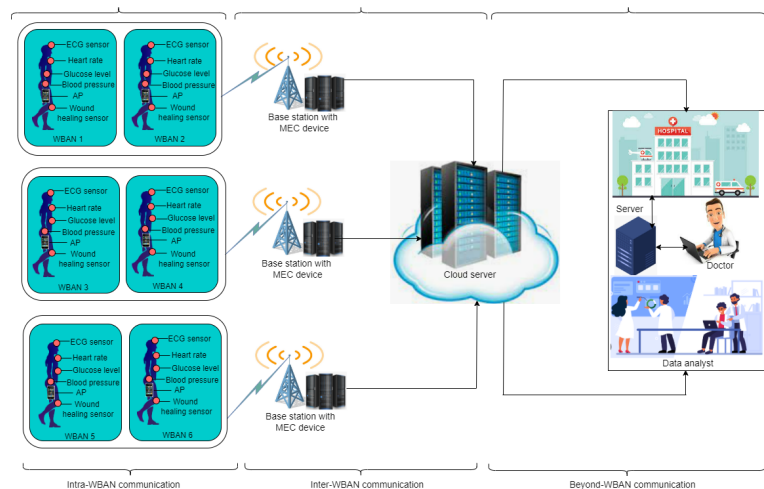 ECG sensor
Heart rate
Glucose level
Blood pressure
AP
Wound
healing sensor
WBAN 1
ECG sensor
Heart rate
Glucose level
Blood pressure
AP
Wound
healing sensor
WBAN 2
Base station with
MEC device
ECG sensor
Heart rate
Glucose level
Blood pressure
AP
Wound
healing sensor
WBAN 3
ECG sensor
Heart rate
Glucose level
Blood pressure
AP
Wound
healing sensor
WBAN 4
Base station with
MEC device
ECG sensor
Heart rate
Glucose level
Blood pressure
AP
Wound
healing sensor
WBAN 5
ECG sensor
Heart rate
Glucose level
Blood pressure
AP
Wound
healing sensor
WBAN 6
Base station with
MEC device
Cloud server
HOSPITAL
Server
Doctor
Data analyst
Intra-WBAN communication
Inter-WBAN communication
Beyond-WBAN communication